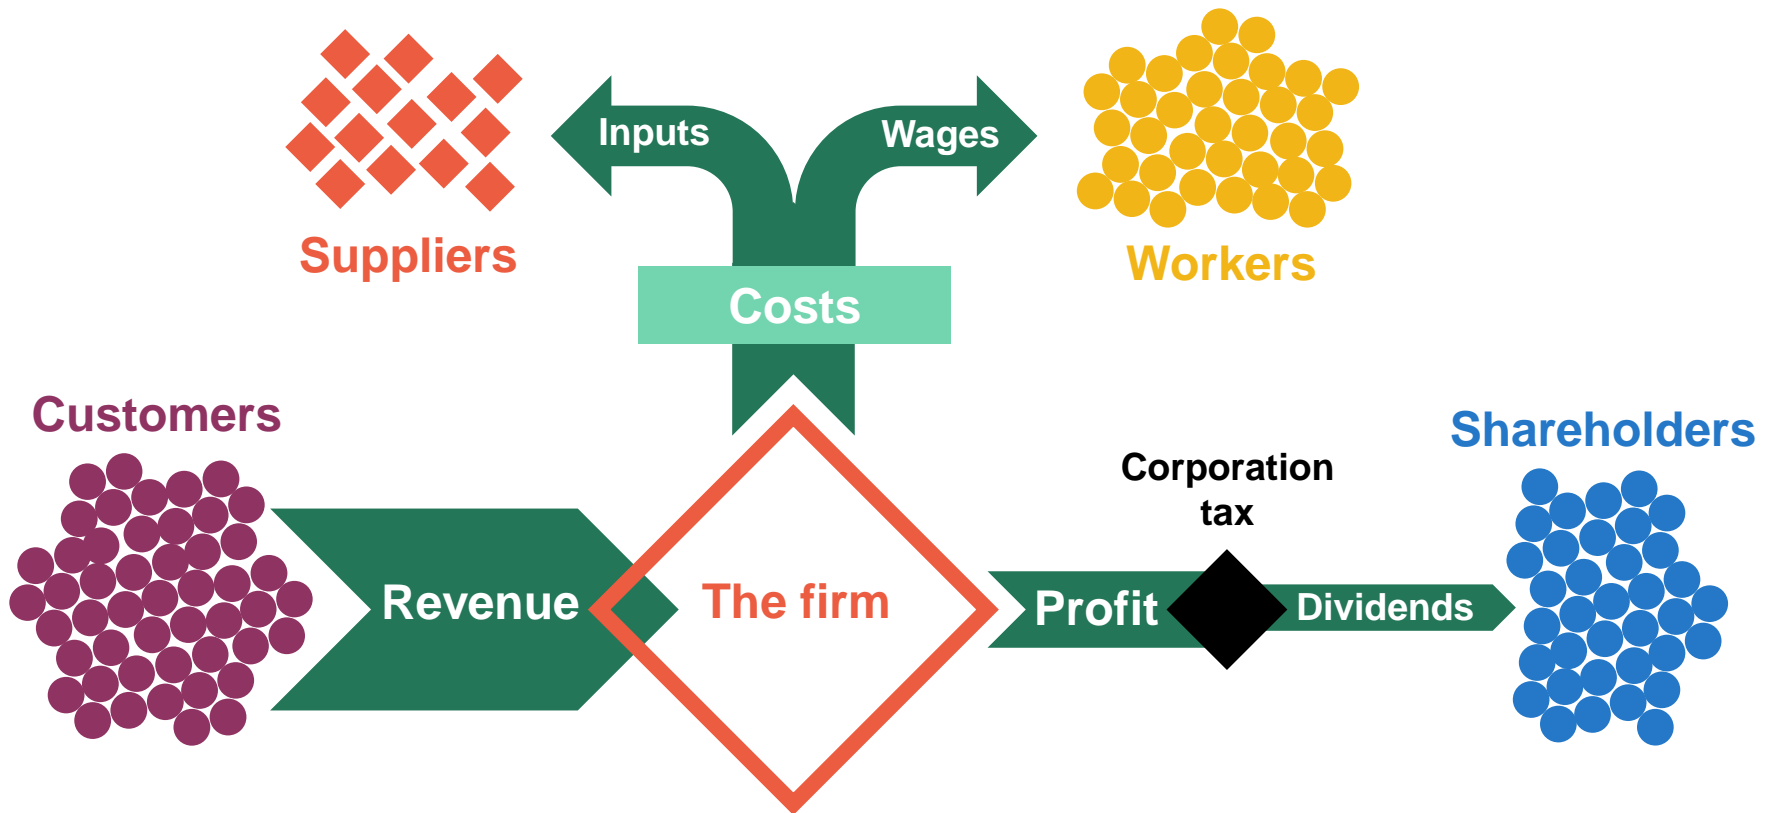 Inputs
Wages
Suppliers
Workers
Costs
Customers
Shareholders
Corporation
tax
Revenue
The firm
Profit
Dividends